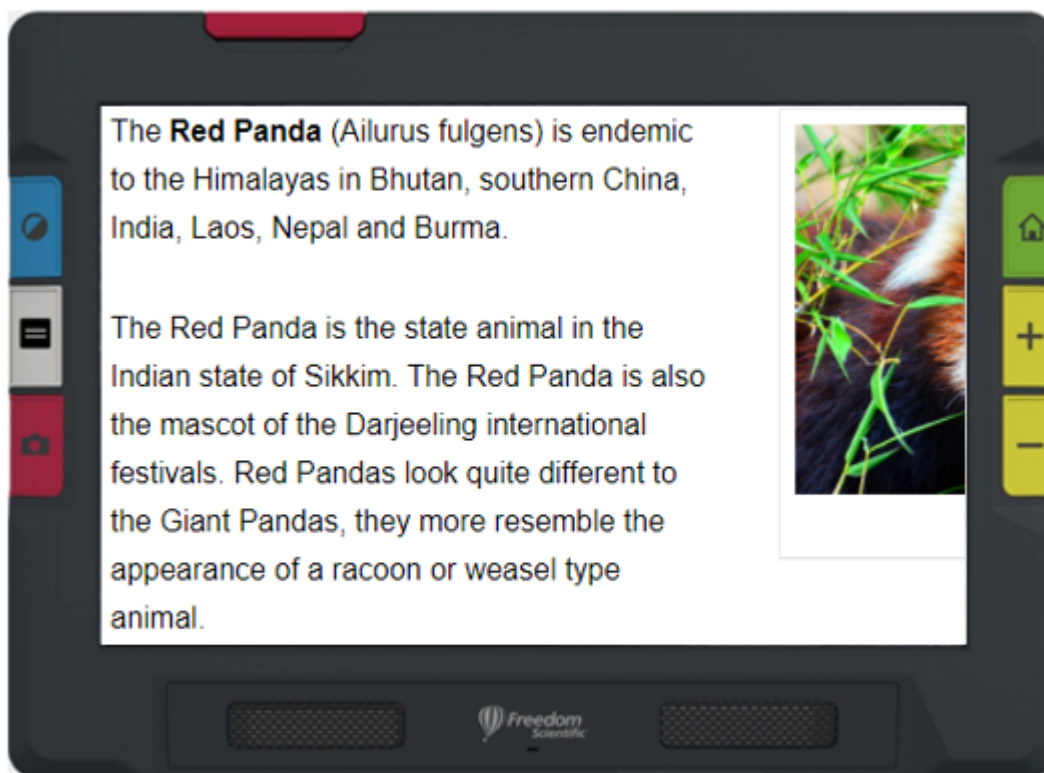 The Red Panda (Ailurus fulgens) is endemic
to the Himalayas in Bhutan, southern China,
India, Laos, Nepal and Burma.
The Red Panda is the state animal in the
Indian state of Sikkim. The Red Panda is also
the mascot of the Darjeeling international
festivals. Red Pandas look quite different to
the Giant Pandas, they more resemble the
appearance of a racoon or weasel type
animal.
Freedom
Scientific